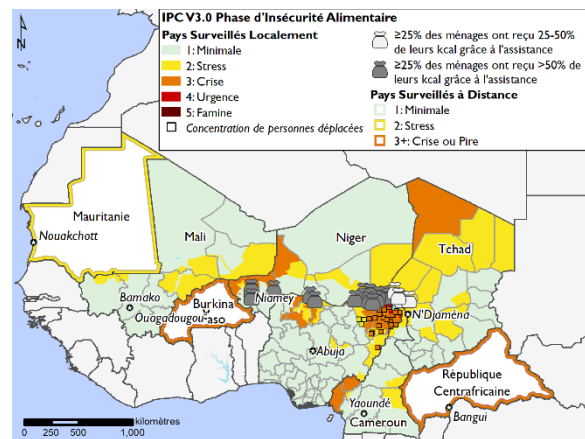 IPC V3.0 Phase d'Insécurité Alimentaire
Pays Surveillés Localement
1: Minimale
2: Stress
3: Crise
4: Urgence
5: Famine
Concentration de personnes déplacées
≥25% des ménages ont reçu 25-50%
de leurs kcal grâce à l'assistance
≥25% des ménages ont reçu >50% de
leurs kcal grâce à l'assistance
Pays Surveillés à Distance
1: Minimale
2: Stress
3+: Crise ou Pire
Mauritanie
Nouakchott
Mali
Niger
Tchad
Bamako
Burkina
Faso
Ouagadougou
Niamey
N'Djaména
Abuja
République
Centrafricaine
Yaoundé
Cameroun
Bangui
kilomètres
0 250 500 1,000